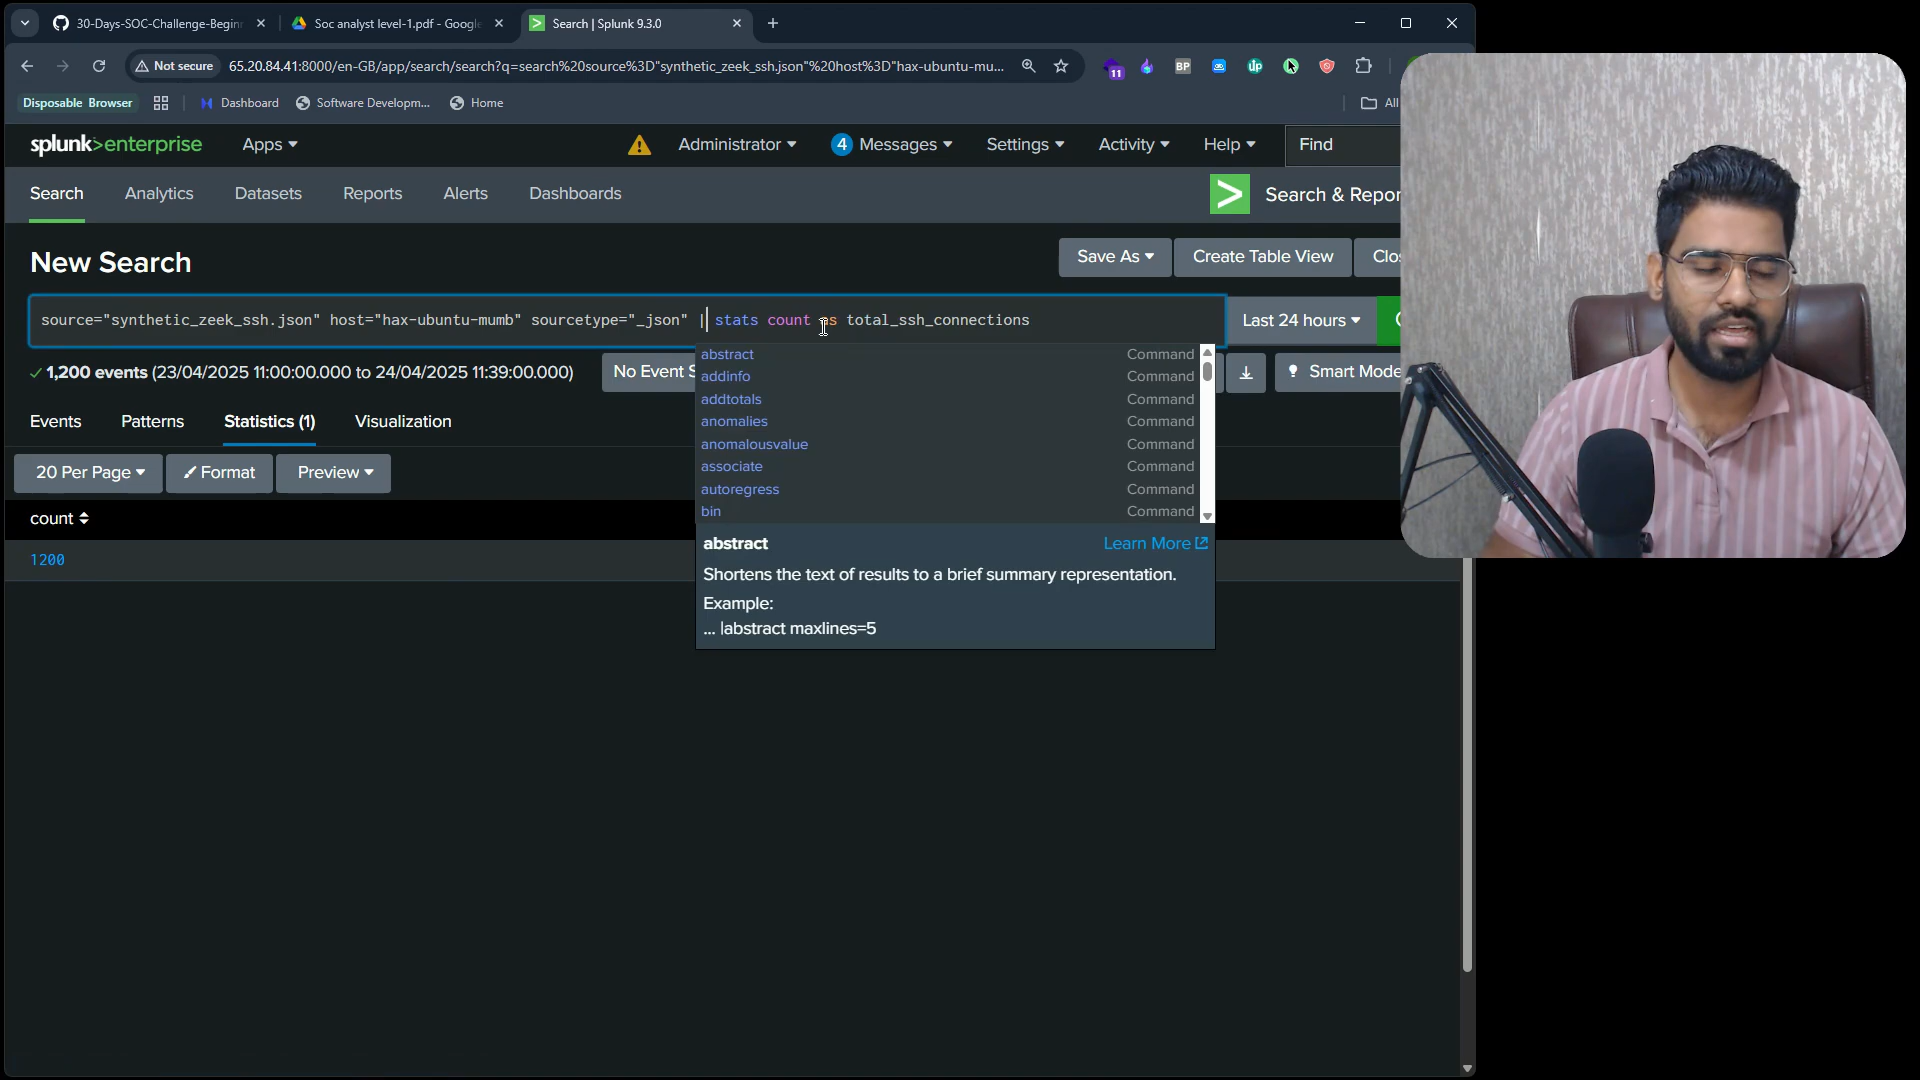 30-Days-SOC-Challenge-Beginn
Soc analyst level-1.pdf - Google
Search | Splunk 9.3.0
Not secure
65.20.84.41:8000/en-GB/app/search/search?q=search%20source%3D"synthetic_zeek_ssh.json"%20host%3D"hax-ubuntu-mu...
11
BP
up
Disposable Browser
Dashboard
Software Developm...
Home
All
splunk>enterprise
Apps
Administrator
4 Messages
Settings
Activity
Help
Find
Search
Analytics
Datasets
Reports
Alerts
Dashboards
Search & Repor
New Search
Save As
Create Table View
Clo
source="synthetic_zeek_ssh.json" host="hax-ubuntu-mumb" sourcetype="_json" | stats count as total_ssh_connections
Last 24 hours
1,200 events (23/04/2025 11:00:00.000 to 24/04/2025 11:39:00.000)
No Event S
Smart Mode
Events
Patterns
Statistics (1)
Visualization
20 Per Page
Format
Preview
count
1200
abstract Command
addinfo Command
addtotals Command
anomalies Command
anomalousvalue Command
associate Command
autoregress Command
bin Command
abstract
Learn More
Shortens the text of results to a brief summary representation.
Example:
... |abstract maxlines=5